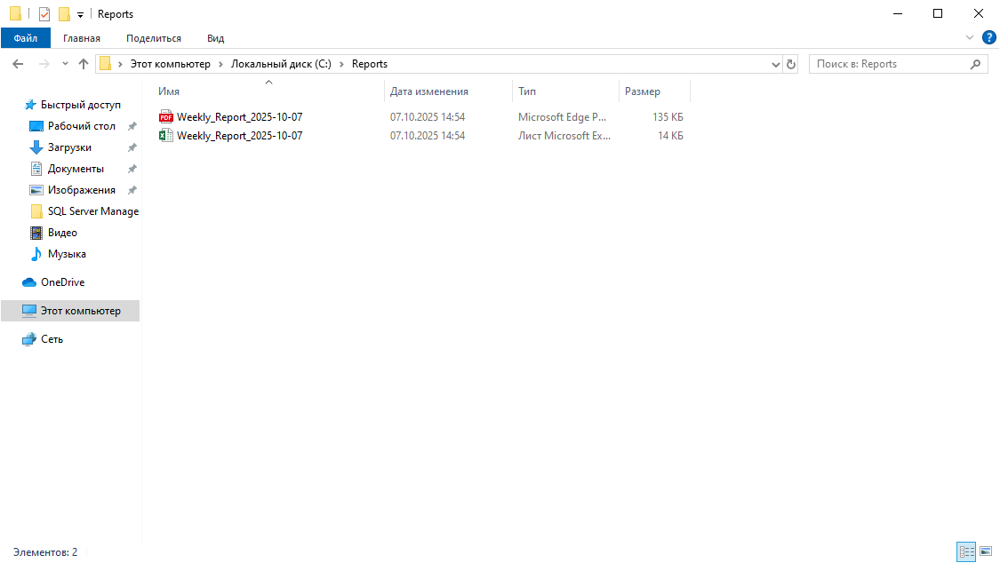 Reports
Файл Главная Поделиться Вид ?
Этот компьютер Локальный диск (C:) Reports Поиск в: Reports
Имя Дата изменения Тип Размер
Быстрый доступ
Рабочий стол
Загрузки
Документы
Изображения
SQL Server Manage
Видео
Музыка
OneDrive
Этот компьютер
Сеть
PDF Weekly_Report_2025-10-07 07.10.2025 14:54 Microsoft Edge P... 135 КБ
X Weekly_Report_2025-10-07 07.10.2025 14:54 Лист Microsoft Ex... 14 КБ
Элементов: 2